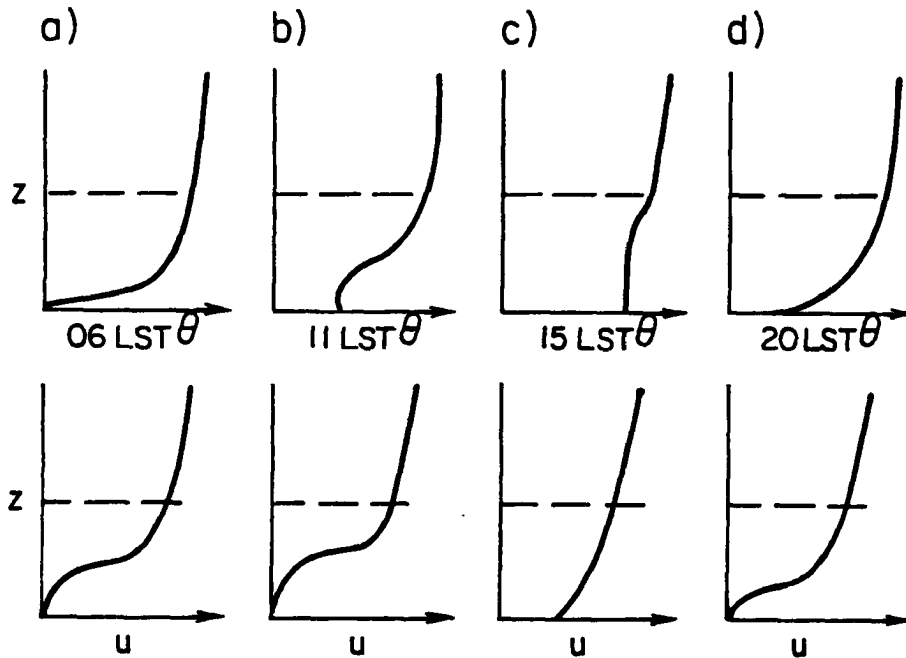 a) b) c) d)
z
06 LST θ 11 LST θ 15 LST θ 20 LST θ
z
u u u u